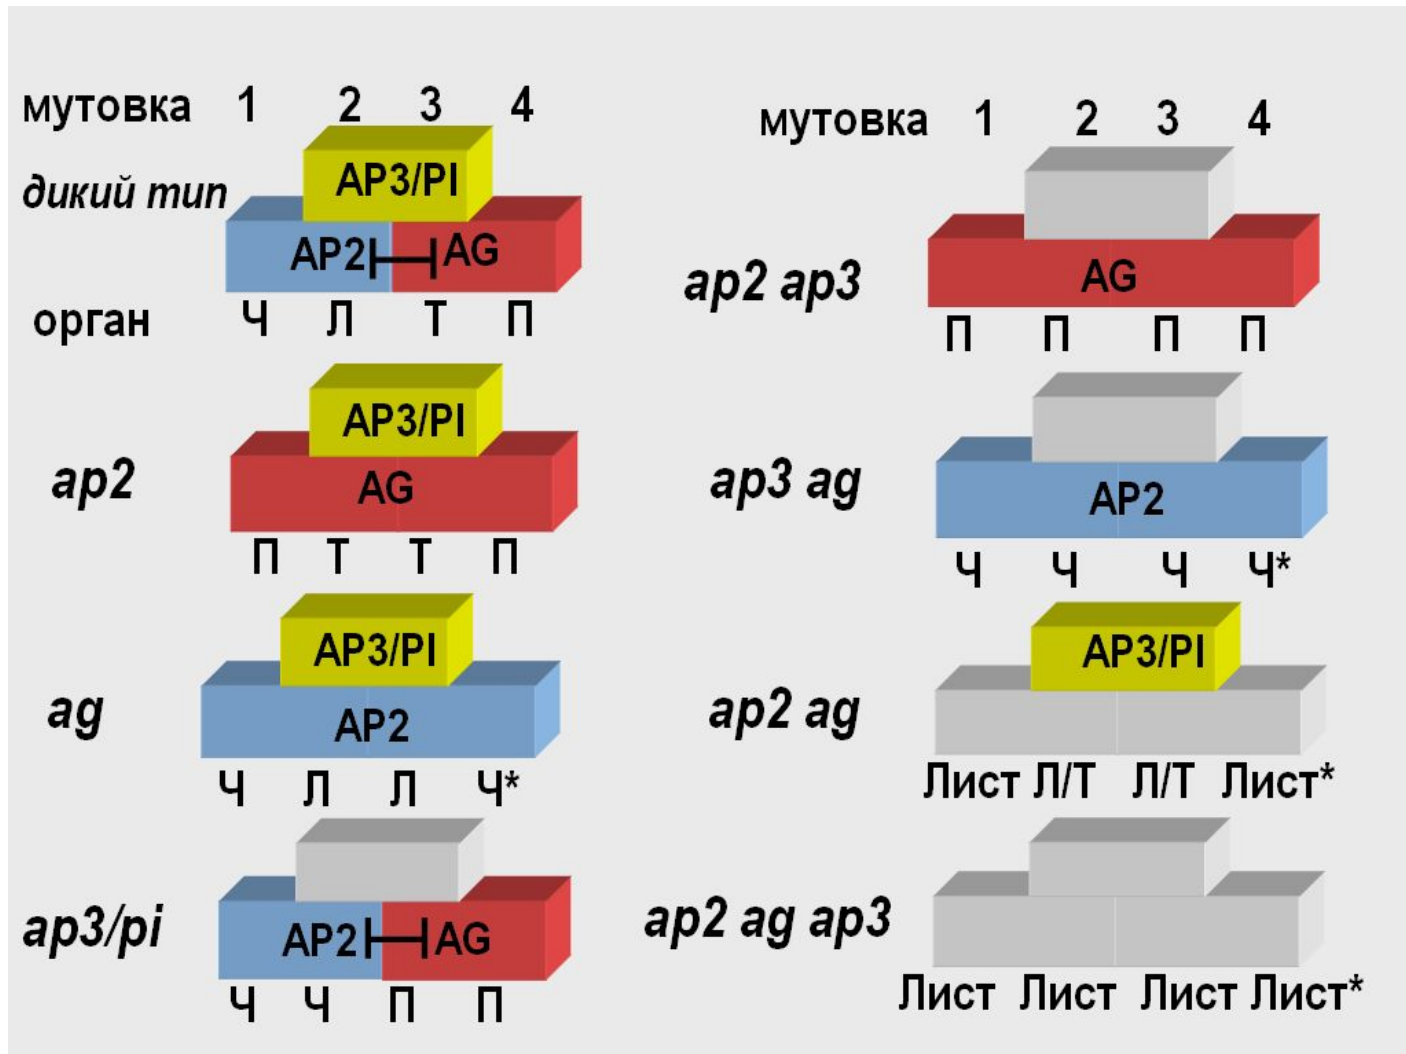 мутовка 1 2 3 4
дикий тип
AP3/PI
AP2 AG
орган Ч Л Т П
ap2
AP3/PI
AG
П Т Т П
ag
AP3/PI
AP2
Ч Л Л Ч*
ap3/pi
AP2 AG
Ч Ч П П
мутовка 1 2 3 4
ap2 ap3
AG
П П П П
ap3 ag
AP2
Ч Ч Ч Ч*
ap2 ag
AP3/PI
Лист Л/Т Л/Т Лист*
ap2 ag ap3
Лист Лист Лист Лист*